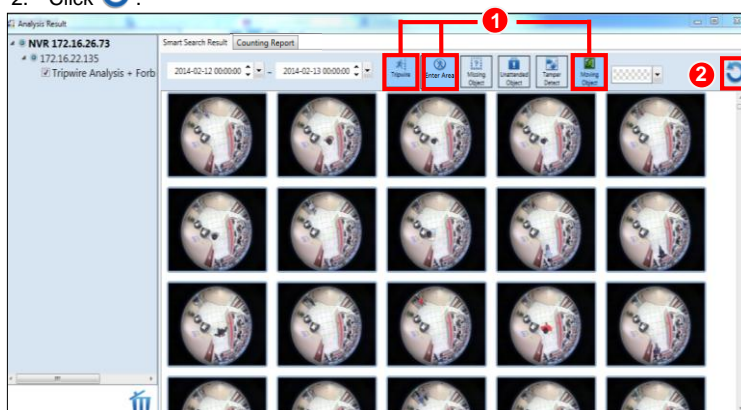 2. Click .
Analysis Result
NVR 172.16.26.73
172.16.22.135
Tripwire Analysis + Forb
Smart Search Result Counting Report
2014-02-12 00:00:00 ~ 2014-02-13 00:00:00
Tripwire
Enter Area
Missing Object
Unattended Object
Tamper Detect
Moving Object
1
2